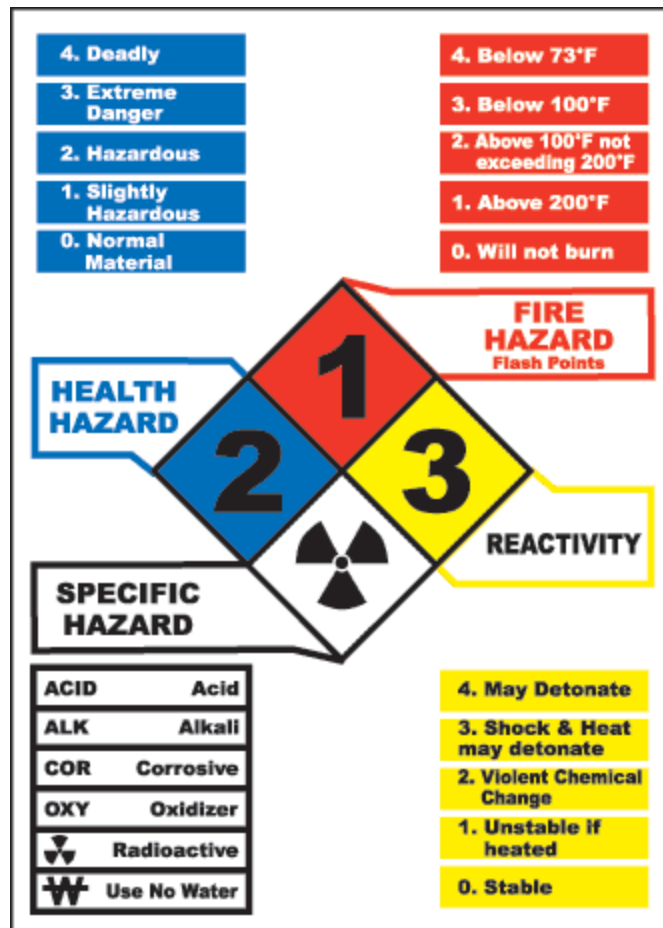 4. Deadly
3. Extreme
Danger
2. Hazardous
1. Slightly
Hazardous
0. Normal
Material
4. Below 73°F
3. Below 100°F
2. Above 100°F not
exceeding 200°F
1. Above 200°F
0. Will not burn
FIRE
HAZARD
Flash Points
HEALTH
HAZARD
1
2
3
REACTIVITY
SPECIFIC
HAZARD
ACID Acid
ALK Alkali
COR Corrosive
OXY Oxidizer
Radioactive
W Use No Water
4. May Detonate
3. Shock & Heat
may detonate
2. Violent Chemical
Change
1. Unstable if
heated
0. Stable